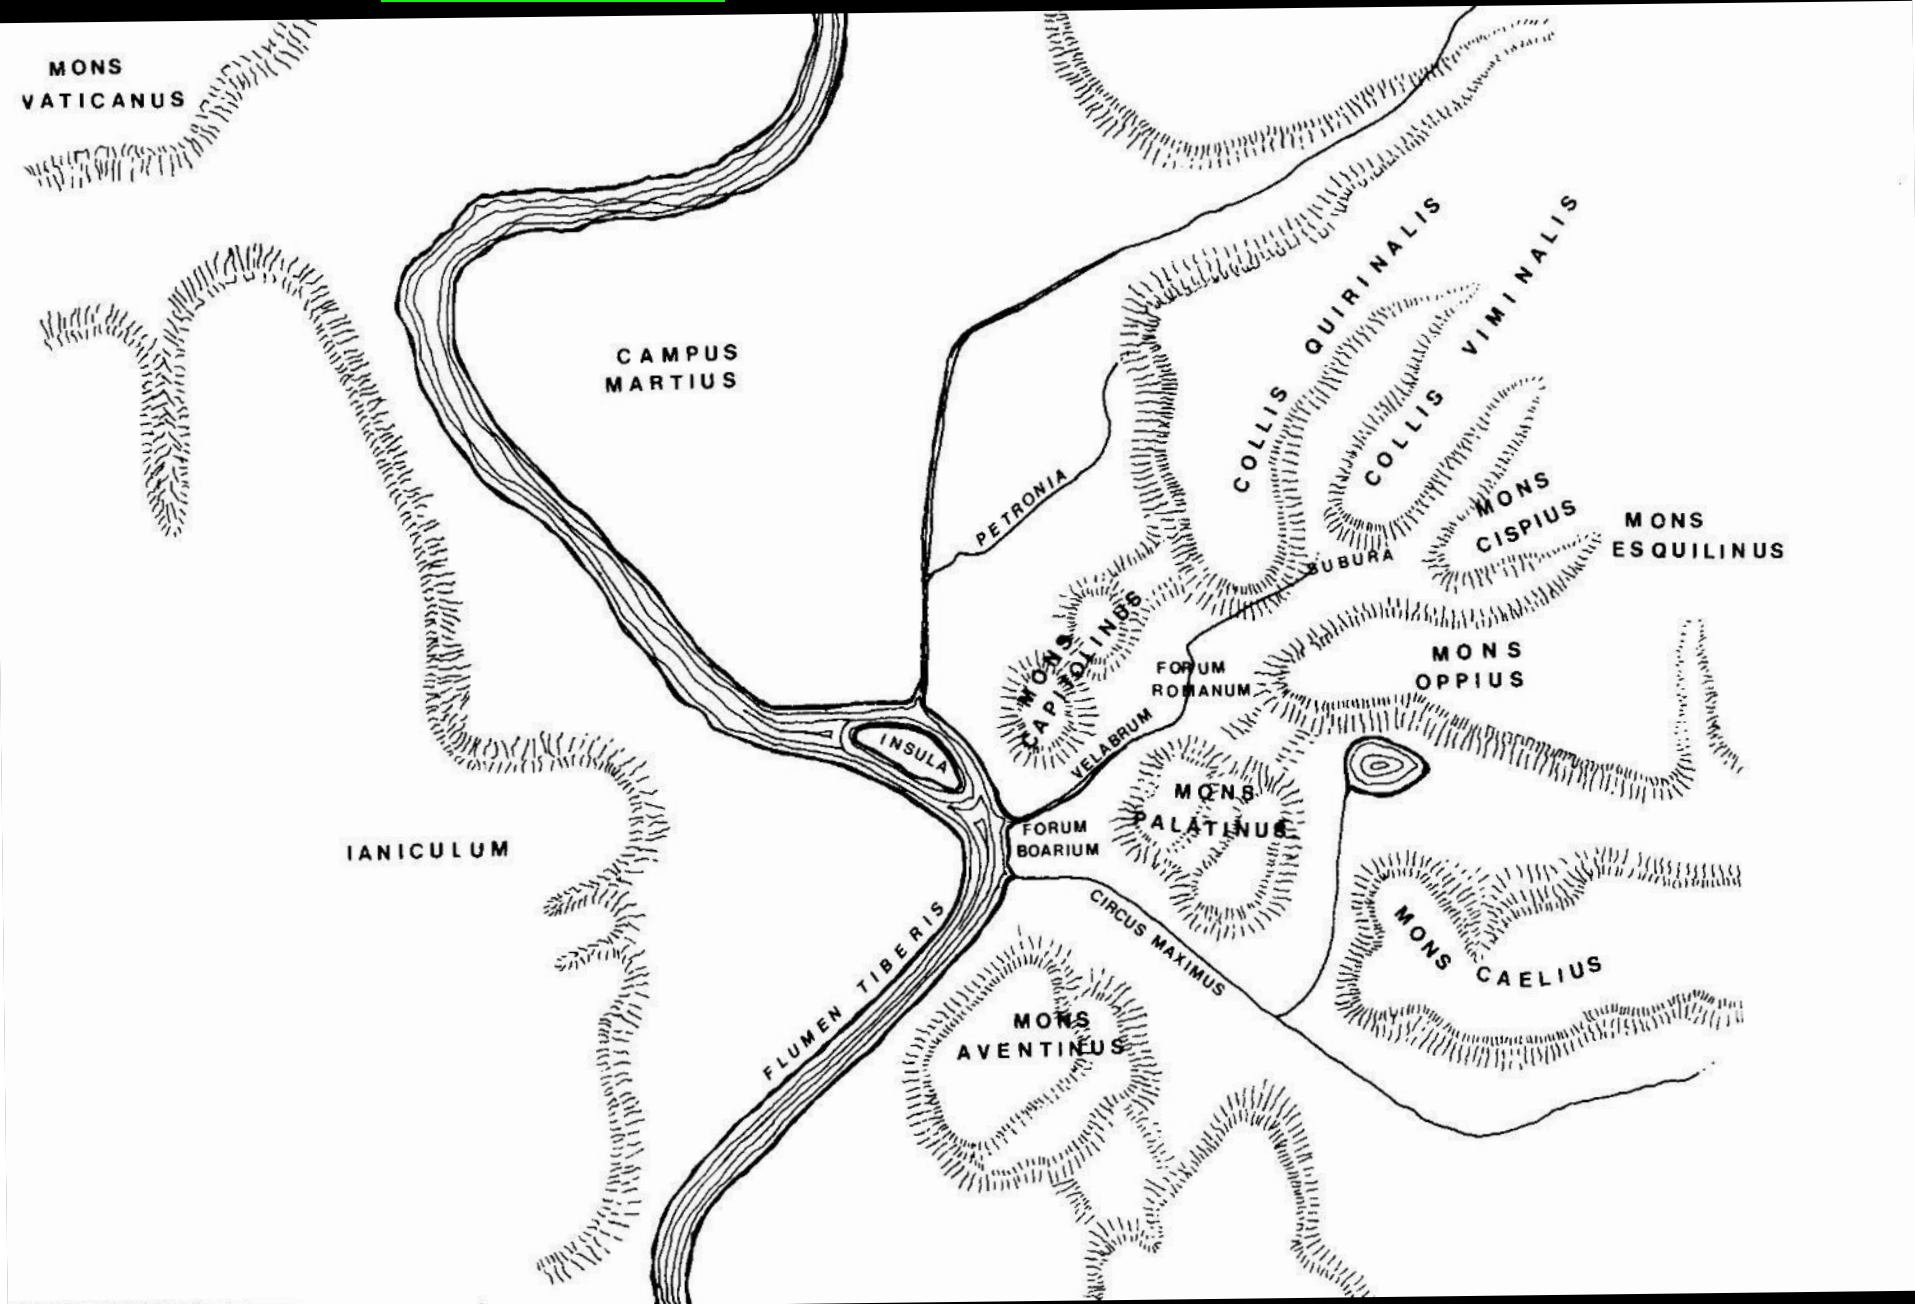 MONS
VATICANUS
CAMPUS
MARTIUS
COLLIS QUIRINALIS
COLLIS VIMINALIS
PETRONIA
MONS
CISPIUS
MONS
ESQUILINUS
SUBURA
MONS
CAPITOLINUS
FORUM
ROMANUM
MONS
OPPIUS
VELABRUM
INSULA
MONS
PALATINUS
FORUM
BOARIUM
IANICULUM
CIRCUS MAXIMUS
MONS CAELIUS
FLUMEN TIBERIS
MONS
AVENTINUS